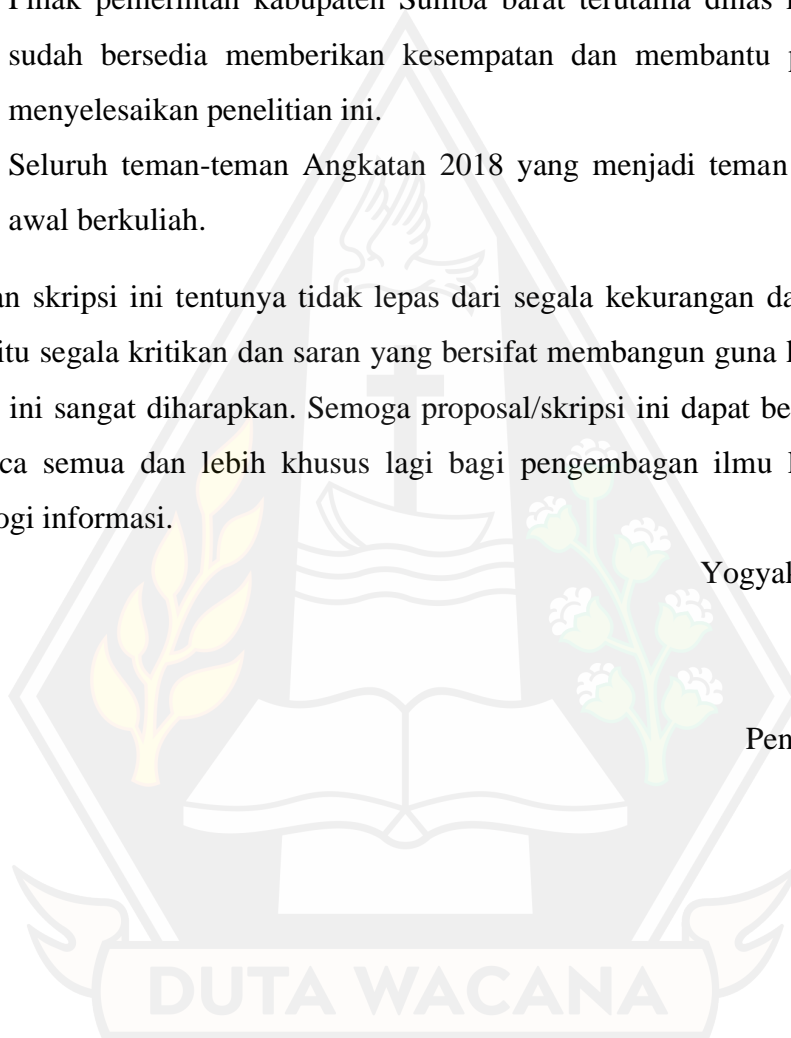 Pihak pemerintah kabupaten Sumba barat terutama dinas
sudah bersedia memberikan kesempatan dan membantu
menyelesaikan penelitian ini.
Seluruh teman-teman Angkatan 2018 yang menjadi teman
awal berkuliah.
an skripsi ini tentunya tidak lepas dari segala kekurangan da
itu segala kritikan dan saran yang bersifat membangun guna
ini sangat diharapkan. Semoga proposal/skripsi ini dapat be
ca semua dan lebih khusus lagi bagi pengembagan ilmu
ogi informasi.
Yogyak
Pen
DUTA WACANA